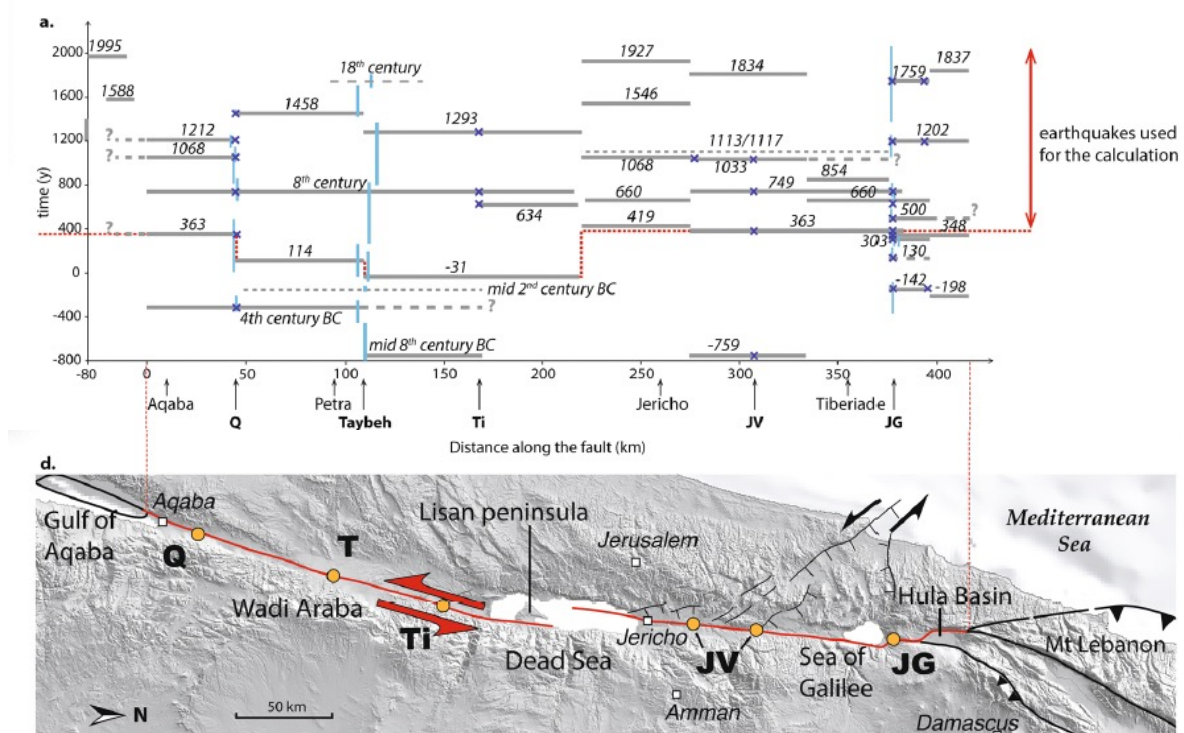 a.
2000
1600
1200
800
400
0
-400
-800
time (y)
1995
1588
18th century
1927
1834
1759
1837
1458
1546
1293
? 1212
1113/1117
1202
? 1068
1068
1033
?
854
8th century
660
749
660
634
500
?
? 363
419
363
348
303
130
114
-31
mid 2nd century BC
-142
-198
4th century BC
?
mid 8th century BC
-759
earthquakes used
for the calculation
-80 0 50 100 150 200 250 300 350 400
Aqaba
Petra
Jericho
Tiberiade
Q
Taybeh
Ti
JV
JG
Distance along the fault (km)
d.
Gulf of
Aqaba
Aqaba
Q
T
Wadi Araba
Ti
Lisan peninsula
Dead Sea
Jerusalem
Jericho
JV
Amman
Sea of
Galilee
JG
Hula Basin
Mediterranean
Sea
Mt Lebanon
Damascus
N
50 km